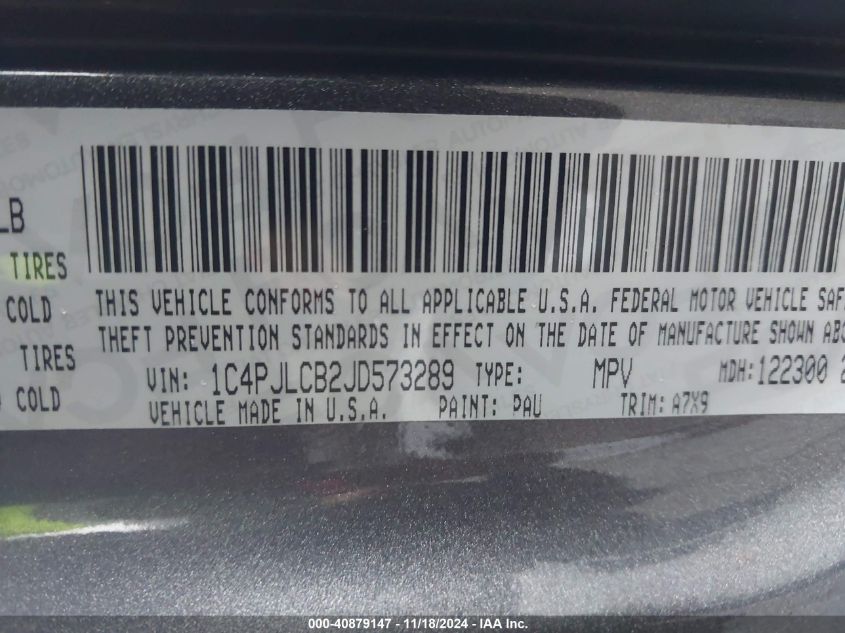 LB
TIRES
COLD
THIS VEHICLE CONFORMS TO ALL APPLICABLE U.S.A. FEDERAL MOTOR VEHICLE SAF
THEFT PREVENTION STANDARDS IN EFFECT ON THE DATE OF MANUFACTURE SHOWN ABO
TIRES
VIN: 1C4PJLCB2JD573289 TYPE: MPV MDH:122300 2
COLD
VEHICLE MADE IN U.S.A. PAINT: PAU TRIM: A7X9
000-40879147 - 11/18/2024 - IAA, Inc.